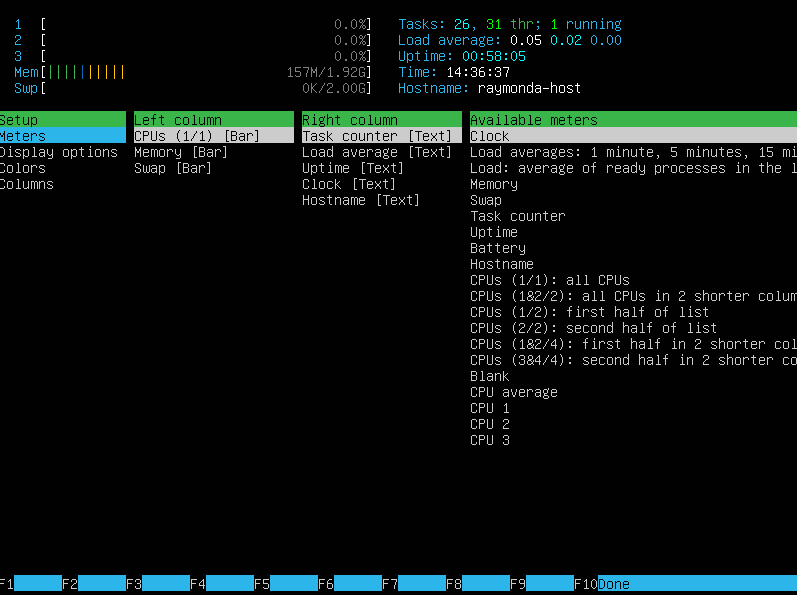 1 [ 0.0%] Tasks: 26, 31 thr; 1 running
2 [ 0.0%] Load average: 0.05 0.02 0.00
3 [ 0.0%] Uptime: 00:58:05
Mem[|||||||||| 157M/1.92G] Time: 14:36:37
Swp[ 0K/2.00G] Hostname: raymonda-host
Setup Left column Right column Available meters
Meters CPUs (1/1) [Bar] Task counter [Text] Clock
Display options Memory [Bar] Load average [Text] Load averages: 1 minute, 5 minutes, 15 mi
Colors Swap [Bar] Uptime [Text] Load: average of ready processes in the l
Columns Clock [Text] Memory
Hostname [Text] Swap
Task counter
Uptime
Battery
Hostname
CPUs (1/1): all CPUs
CPUs (1&2/2): all CPUs in 2 shorter colum
CPUs (1/2): first half of list
CPUs (2/2): second half of list
CPUs (1&2/4): first half in 2 shorter col
CPUs (3&4/4): second half in 2 shorter co
Blank
CPU average
CPU 1
CPU 2
CPU 3
F1 F2 F3 F4 F5 F6 F7 F8 F9 F10Done